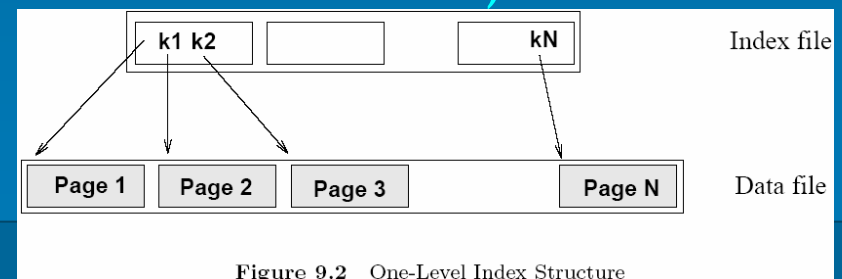 k1 k2 kN Index file
Page 1 Page 2 Page 3 Page N Data file
Figure 9.2 One-Level Index Structure